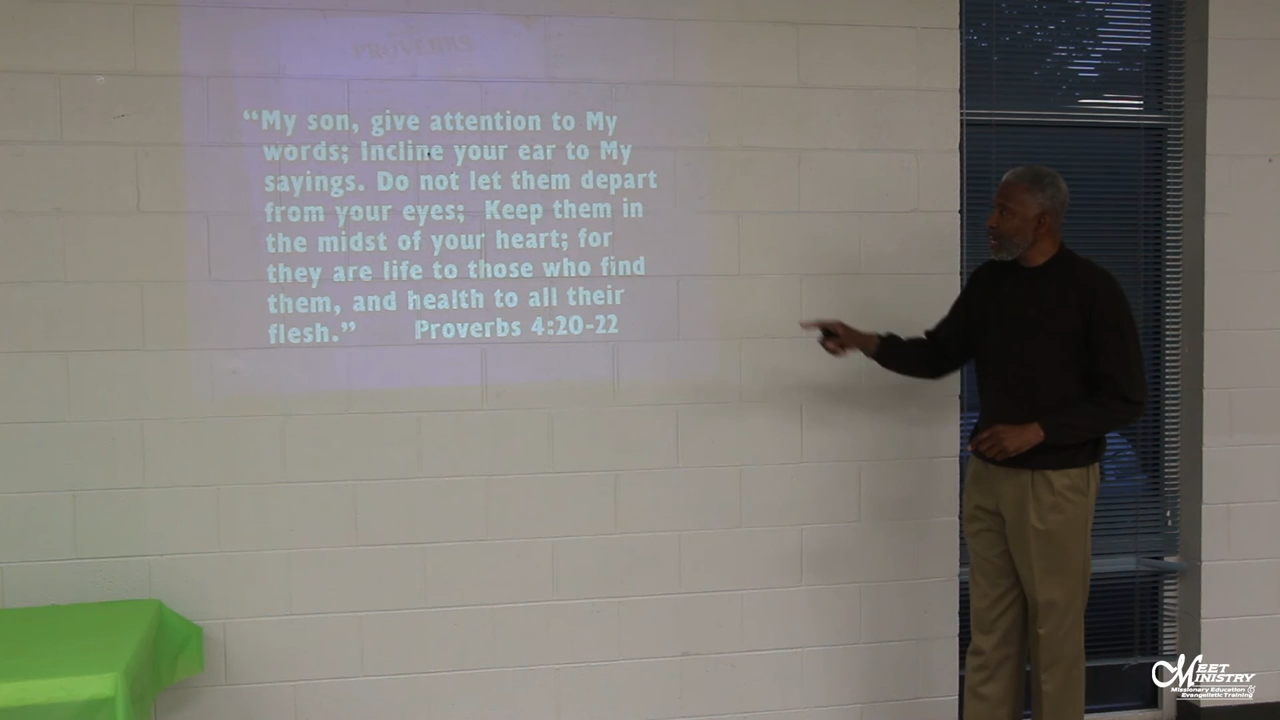 PROVERBS
“My son, give attention to My
words; Incline your ear to My
sayings. Do not let them depart
from your eyes; Keep them in
the midst of your heart; for
they are life to those who find
them, and health to all their
flesh.” Proverbs 4:20-22
MEET
MINISTRY
Missionary Education &
Evangelistic Training